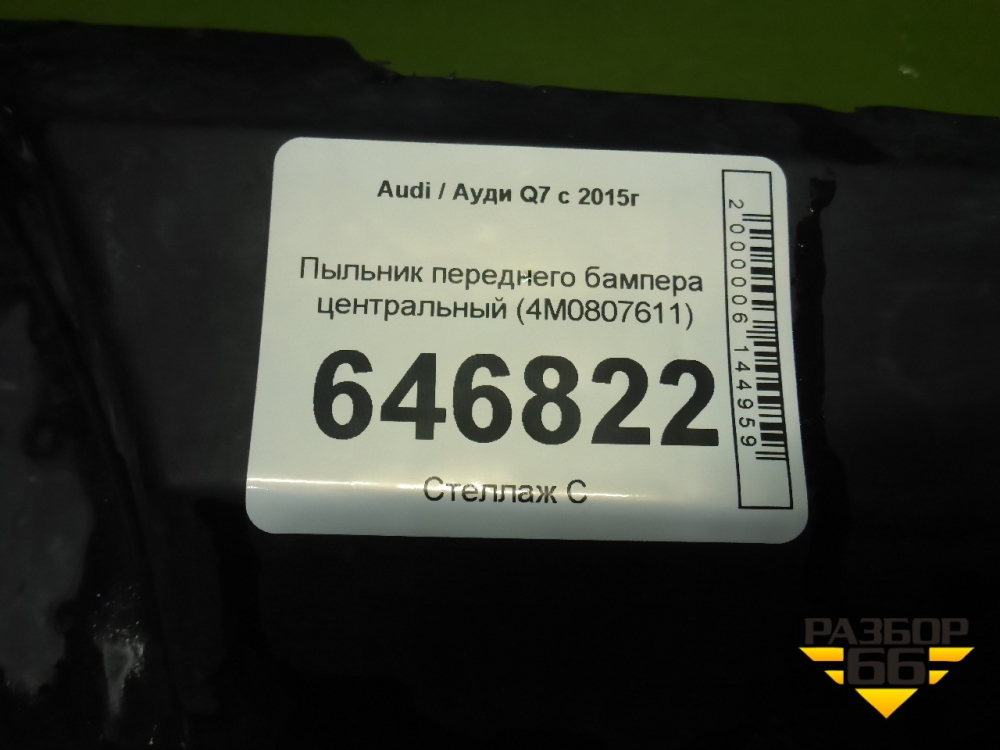 Audi / Ауди Q7 с 2015г
Пыльник переднего бампера
центральный (4M0807611)
646822
Стеллаж С
2000006144959
РАЗБОР
66